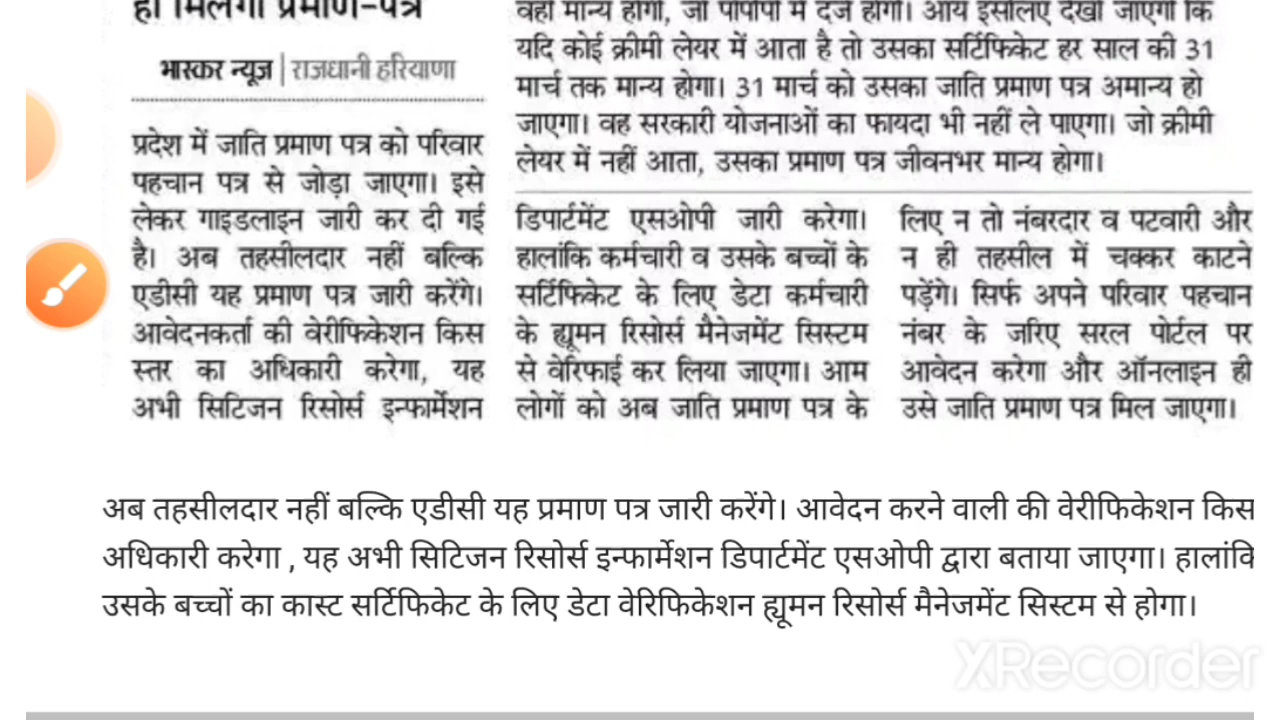 ही मिलेगा प्रमाण-पत्र
भास्कर न्यूज | राजधानी हरियाणा
प्रदेश में जाति प्रमाण पत्र को परिवार
पहचान पत्र से जोड़ा जाएगा। इसे
लेकर गाइडलाइन जारी कर दी गई
है। अब तहसीलदार नहीं बल्कि
एडीसी यह प्रमाण पत्र जारी करेंगे।
आवेदनकर्ता की वेरीफिकेशन किस
स्तर का अधिकारी करेगा, यह
अभी सिटिजन रिसोर्स इन्फार्मेशन
वही मान्य होगी, जो पीपीपी में दर्ज होगी। आय इसलिए देखी जाएगी कि
यदि कोई क्रीमी लेयर में आता है तो उसका सर्टिफिकेट हर साल की 31
मार्च तक मान्य होगा। 31 मार्च को उसका जाति प्रमाण पत्र अमान्य हो
जाएगा। वह सरकारी योजनाओं का फायदा भी नहीं ले पाएगा। जो क्रीमी
लेयर में नहीं आता, उसका प्रमाण पत्र जीवनभर मान्य होगा।
डिपार्टमेंट एसओपी जारी करेगा।
हालांकि कर्मचारी व उसके बच्चों के
सर्टिफिकेट के लिए डेटा कर्मचारी
के ह्यूमन रिसोर्स मैनेजमेंट सिस्टम
से वेरिफाई कर लिया जाएगा। आम
लोगों को अब जाति प्रमाण पत्र के
लिए न तो नंबरदार व पटवारी और
न ही तहसील में चक्कर काटने
पड़ेंगे। सिर्फ अपने परिवार पहचान
नंबर के जरिए सरल पोर्टल पर
आवेदन करेगा और ऑनलाइन ही
उसे जाति प्रमाण पत्र मिल जाएगा।
अब तहसीलदार नहीं बल्कि एडीसी यह प्रमाण पत्र जारी करेंगे। आवेदन करने वाली की वेरीफिकेशन किस
अधिकारी करेगा , यह अभी सिटिजन रिसोर्स इन्फार्मेशन डिपार्टमेंट एसओपी द्वारा बताया जाएगा। हालांकि
उसके बच्चों का कास्ट सर्टिफिकेट के लिए डेटा वेरिफिकेशन ह्यूमन रिसोर्स मैनेजमेंट सिस्टम से होगा।
XRecorder